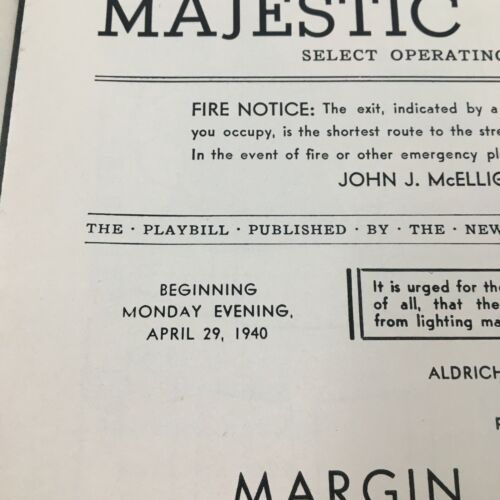 MAJESTIC
SELECT OPERATING
FIRE NOTICE: The exit, indicated by a
you occupy, is the shortest route to the stre
In the event of fire or other emergency pl
JOHN J. McELLIG
THE · PLAYBILL · PUBLISHED · BY · THE · NEW
BEGINNING
MONDAY EVENING,
APRIL 29, 1940
It is urged for the
of all, that the
from lighting ma
ALDRICH
MARGIN